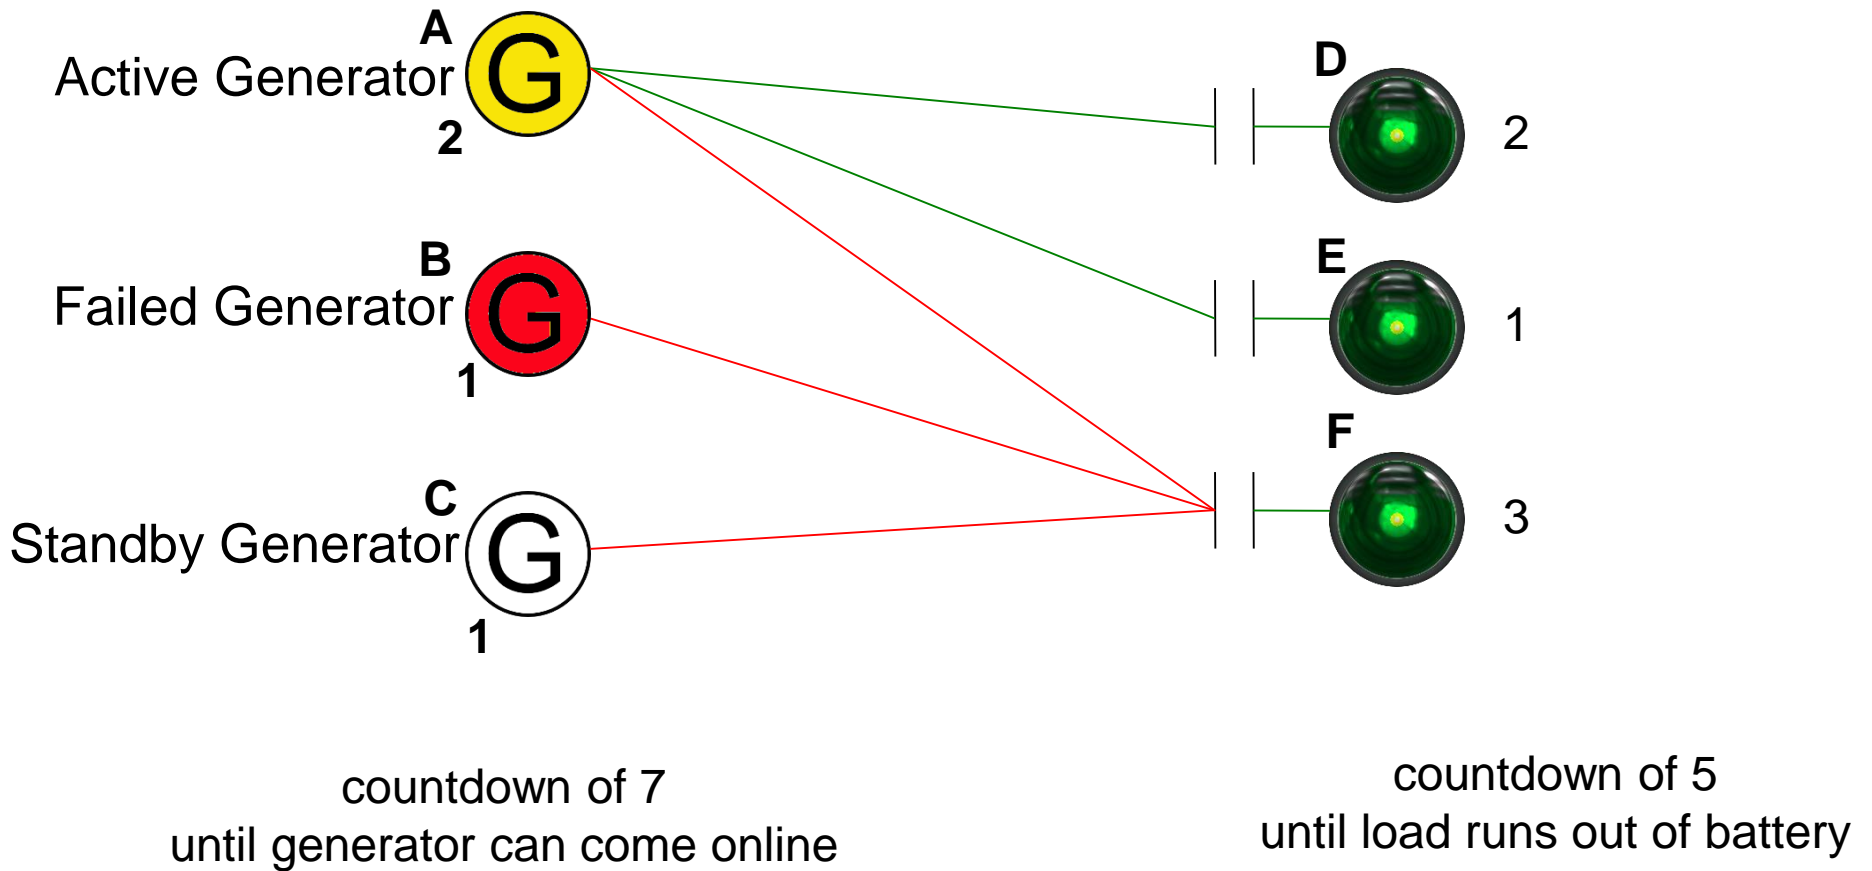 A
Active Generator
G
2
D
2
B
Failed Generator
G
1
E
1
C
Standby Generator
G
1
F
3
countdown of 7
until generator can come online
countdown of 5
until load runs out of battery